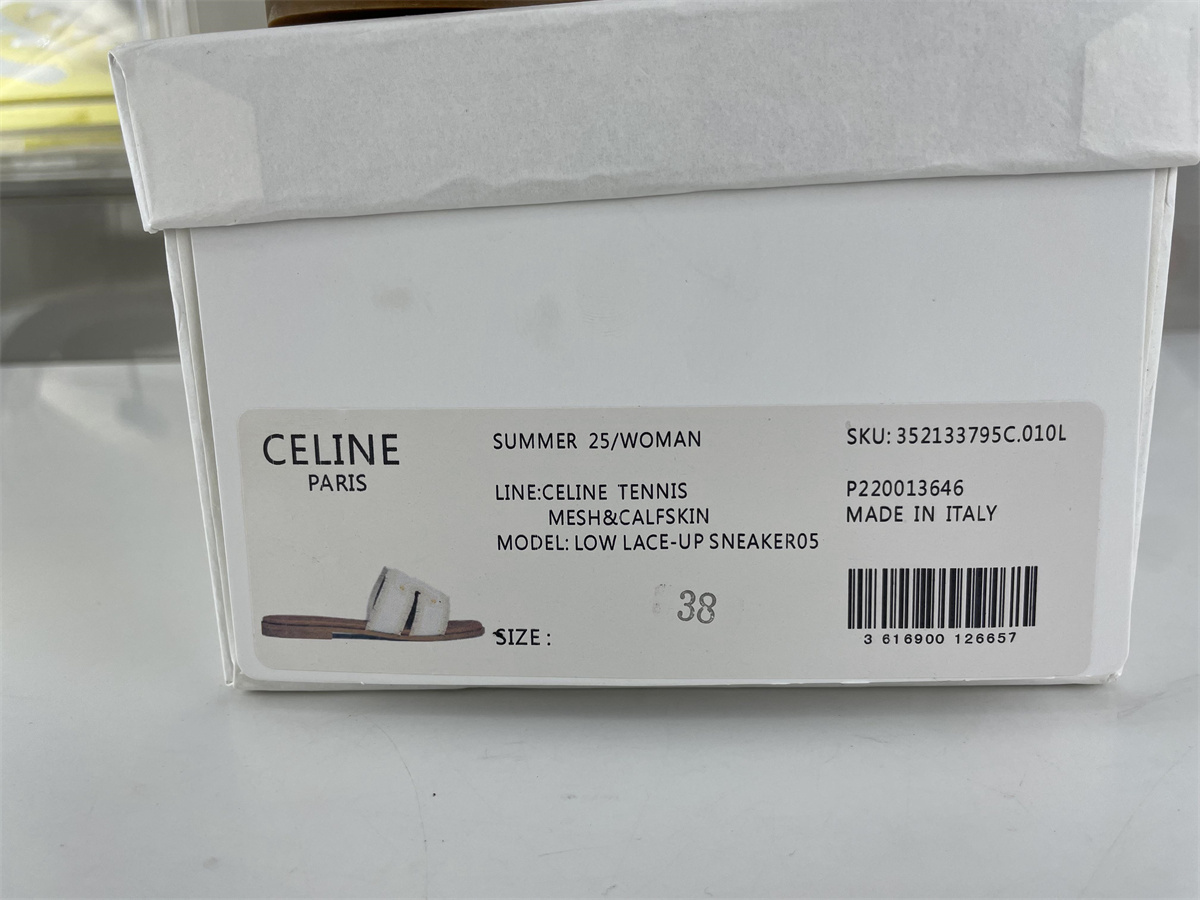 CELINE
PARIS
SUMMER 25/WOMAN
LINE:CELINE TENNIS
MESH&CALFSKIN
MODEL: LOW LACE-UP SNEAKER05
SIZE :
38
SKU: 352133795C.010L
P220013646
MADE IN ITALY
3 616900 126657